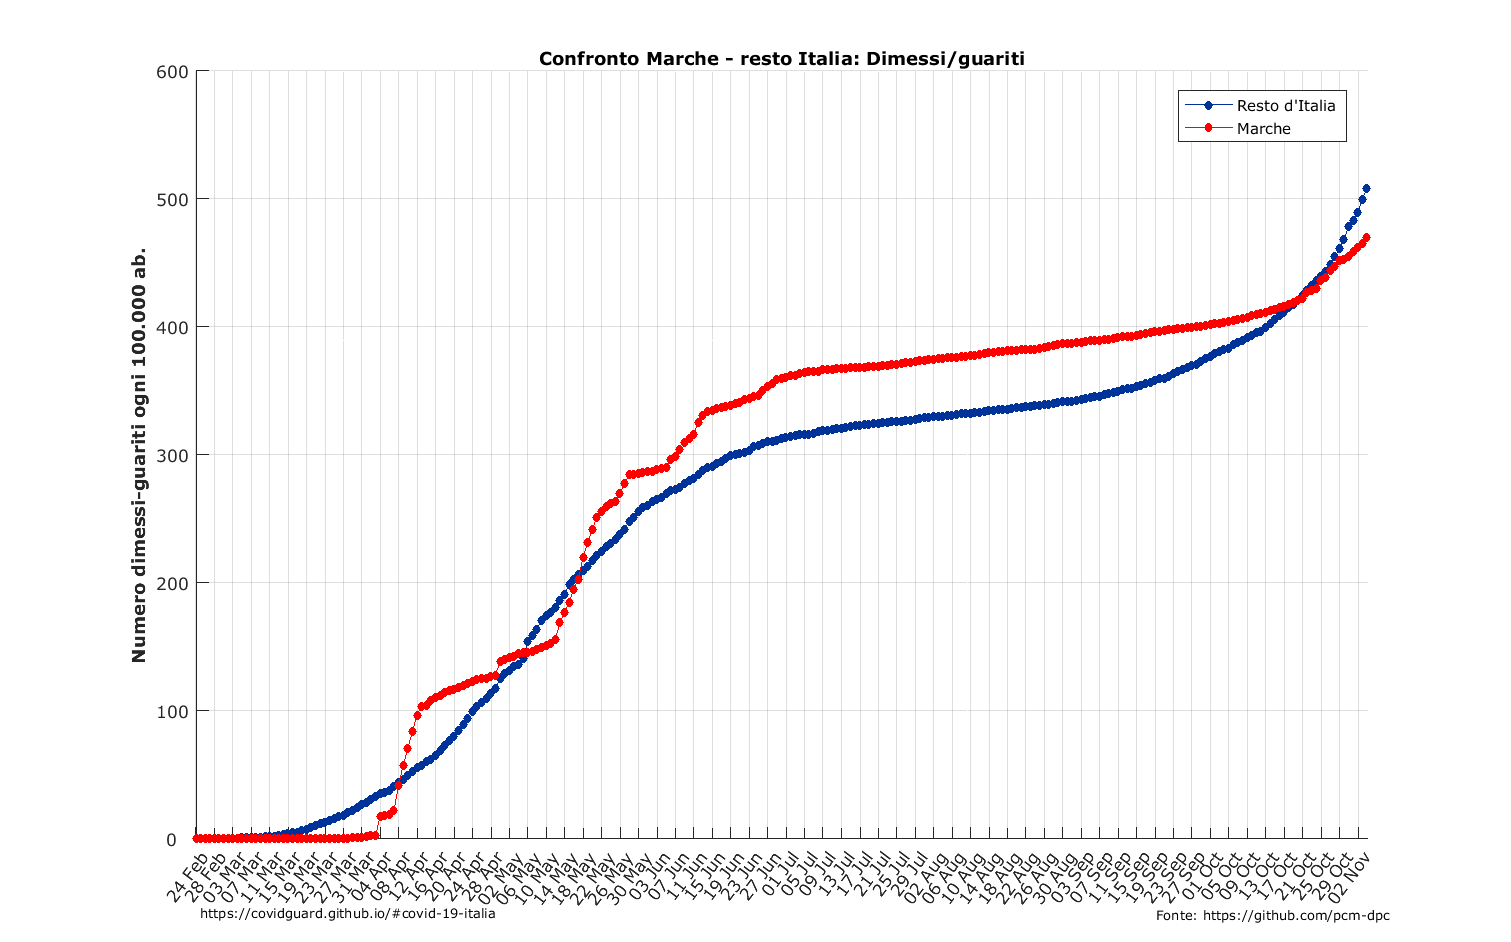 Confronto Marche - resto Italia: Dimessi/guariti
Resto d'Italia
Marche
Numero dimessi-guariti ogni 100.000 ab.
600
500
400
300
200
100
0
24 Feb
28 Feb
03 Mar
07 Mar
11 Mar
15 Mar
19 Mar
23 Mar
27 Mar
31 Mar
04 Apr
08 Apr
12 Apr
16 Apr
20 Apr
24 Apr
28 Apr
02 May
06 May
10 May
14 May
18 May
22 May
26 May
30 May
03 Jun
07 Jun
11 Jun
15 Jun
19 Jun
23 Jun
27 Jun
01 Jul
05 Jul
09 Jul
13 Jul
17 Jul
21 Jul
25 Jul
29 Jul
02 Aug
06 Aug
10 Aug
14 Aug
18 Aug
22 Aug
26 Aug
30 Aug
03 Sep
07 Sep
11 Sep
15 Sep
19 Sep
23 Sep
27 Sep
01 Oct
05 Oct
09 Oct
13 Oct
17 Oct
21 Oct
25 Oct
29 Oct
02 Nov
https://covidguard.github.io/#covid-19-italia
Fonte: https://github.com/pcm-dpc